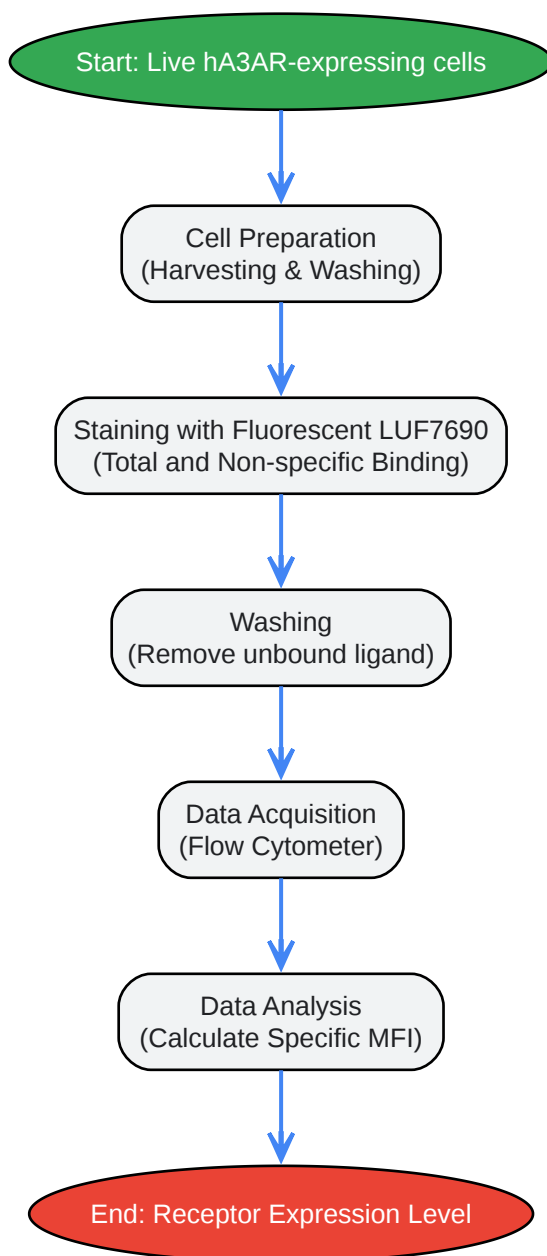 Start: Live hA3AR-expressing cells
Cell Preparation
(Harvesting & Washing)
Staining with Fluorescent LUF7690
(Total and Non-specific Binding)
Washing
(Remove unbound ligand)
Data Acquisition
(Flow Cytometer)
Data Analysis
(Calculate Specific MFI)
End: Receptor Expression Level